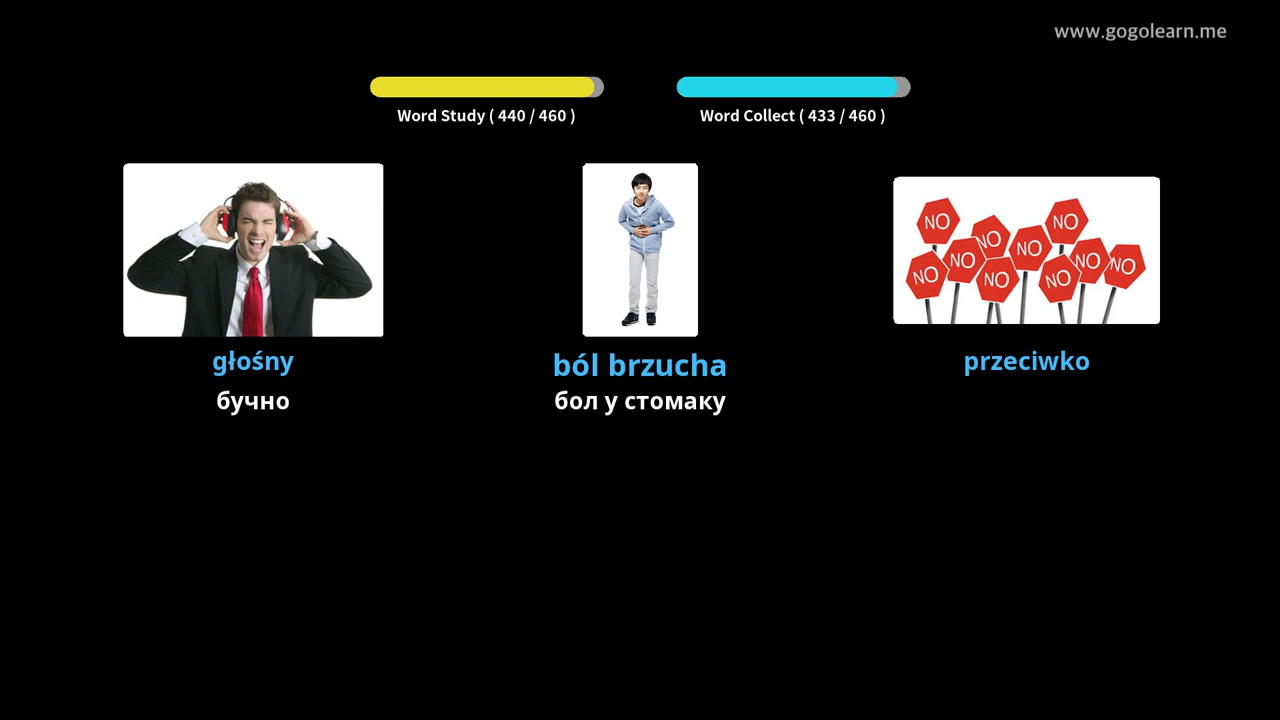 www.gogolearn.me
Word Study ( 440 / 460 )
Word Collect ( 433 / 460 )
NO
NO
NO
NO
NO
NO
NO
NO
NO
NO
głośny
ból brzucha
przeciwko
бучно
бол у стомаку